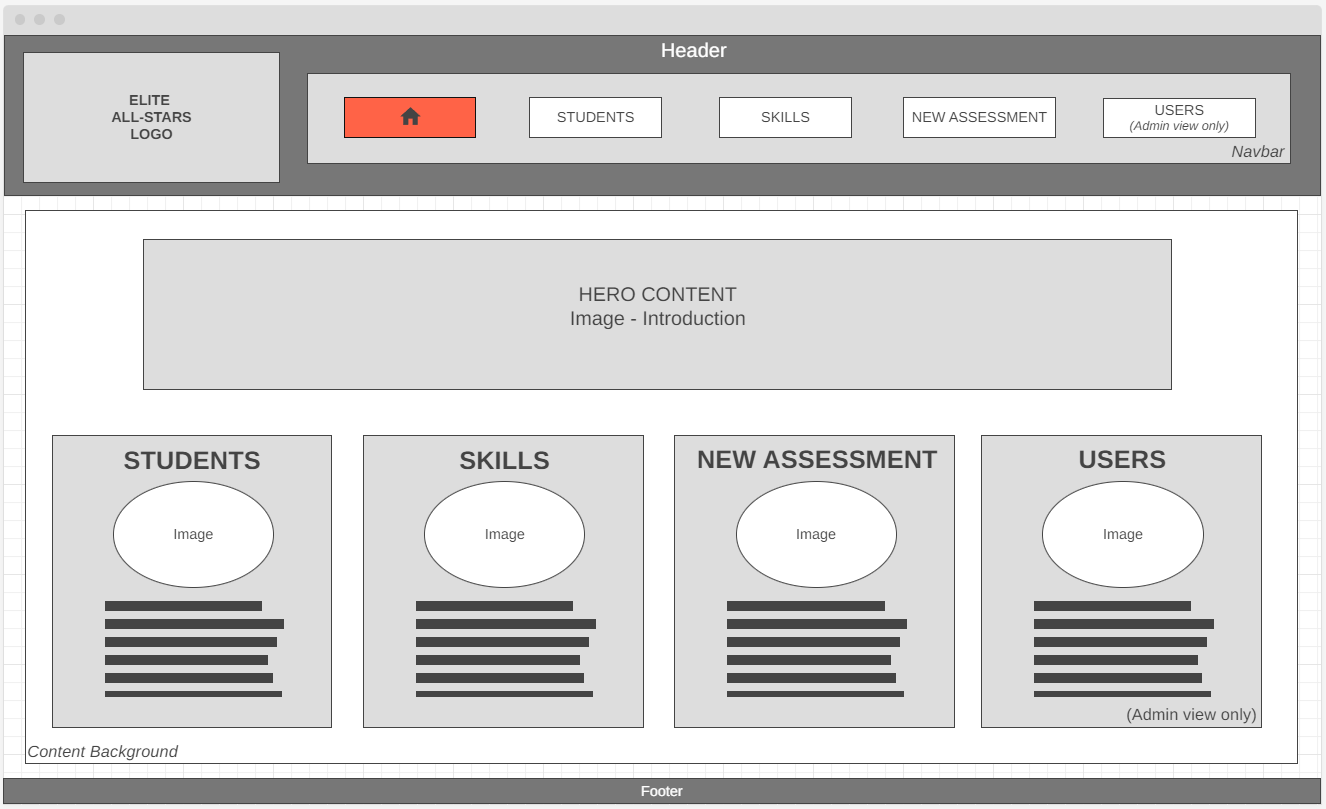 Header
ELITE
ALL-STARS
LOGO
STUDENTS
SKILLS
NEW ASSESSMENT
USERS
(Admin view only)
Navbar
HERO CONTENT
Image - Introduction
STUDENTS
Image
SKILLS
Image
NEW ASSESSMENT
Image
USERS
Image
(Admin view only)
Content Background
Footer